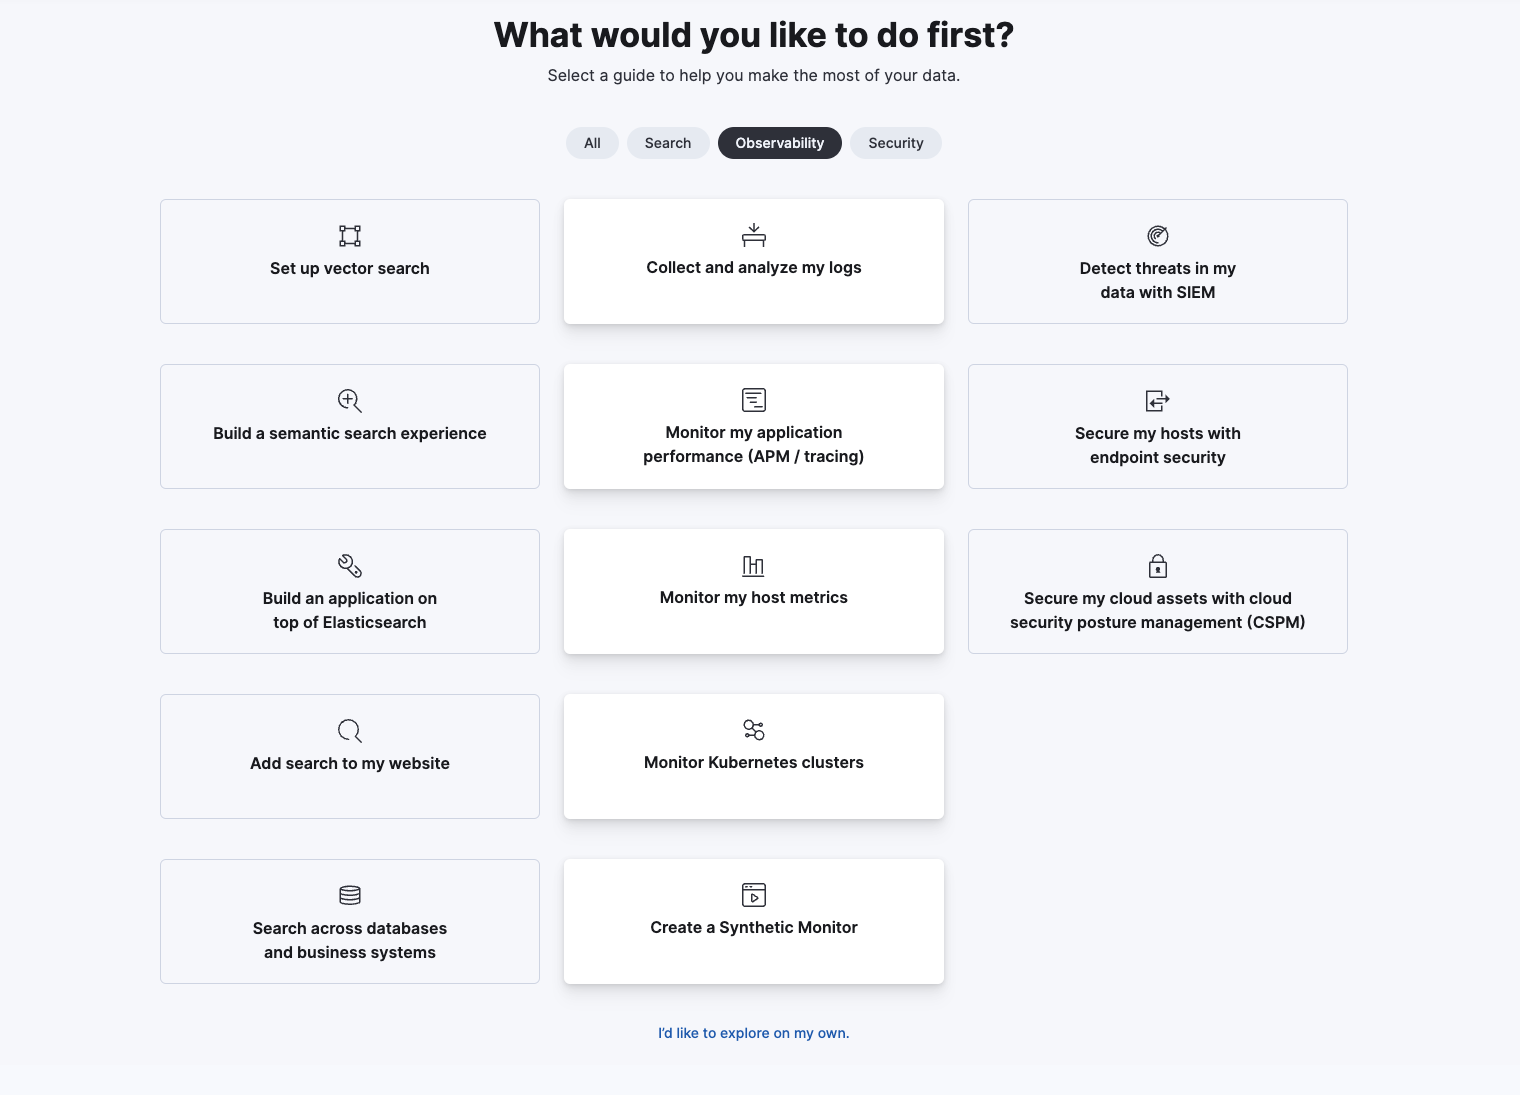 What would you like to do first?
Select a guide to help you make the most of your data.
All
Search
Observability
Security
Set up vector search
Collect and analyze my logs
Detect threats in my
data with SIEM
Build a semantic search experience
Monitor my application
performance (APM / tracing)
Secure my hosts with
endpoint security
Build an application on
top of Elasticsearch
Monitor my host metrics
Secure my cloud assets with cloud
security posture management (CSPM)
Add search to my website
Monitor Kubernetes clusters
Search across databases
and business systems
Create a Synthetic Monitor
I’d like to explore on my own.